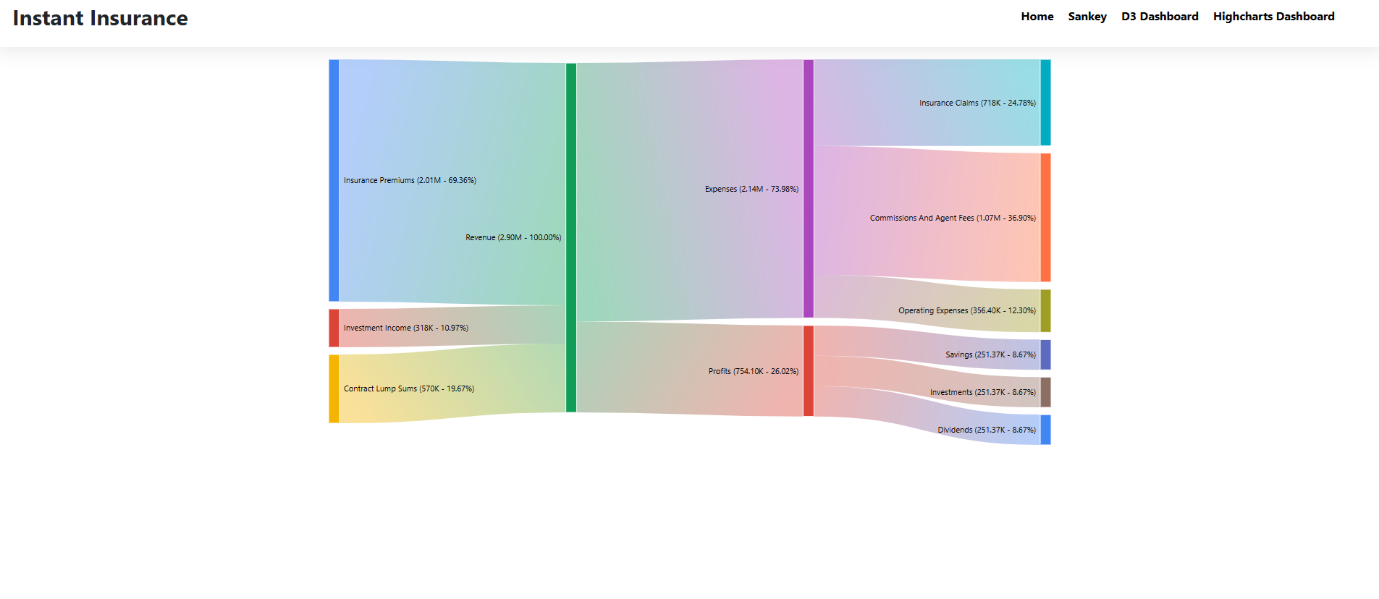 Instant Insurance
Home Sankey D3 Dashboard Highcharts Dashboard
Insurance Premiums (2.01M - 69.36%)
Investment Income (318K - 10.97%)
Contract Lump Sums (570K - 19.67%)
Revenue (2.90M - 100.00%)
Expenses (2.14M - 73.98%)
Profits (754.10K - 26.02%)
Insurance Claims (718K - 24.78%)
Commissions And Agent Fees (1.07M - 36.90%)
Operating Expenses (356.40K - 12.30%)
Savings (251.37K - 8.67%)
Investments (251.37K - 8.67%)
Dividends (251.37K - 8.67%)